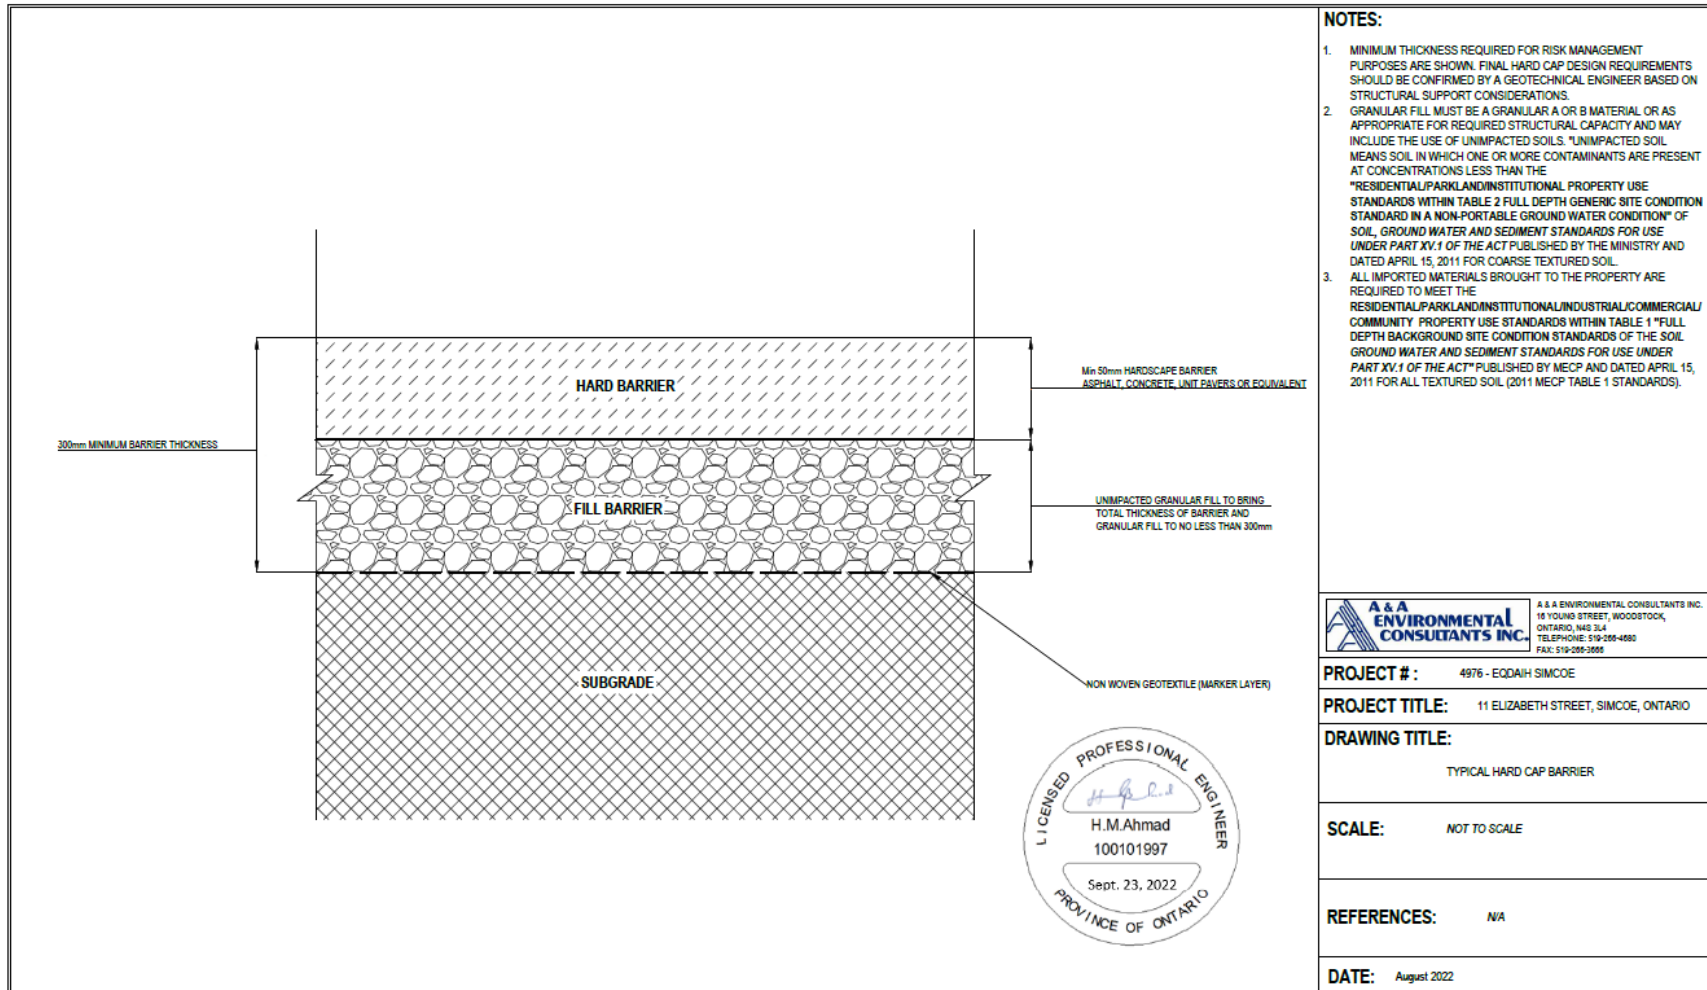 300mm MINIMUM BARRIER THICKNESS
HARD BARRIER
FILL BARRIER
SUBGRADE
Min 50mm HARDSCAPE BARRIER
ASPHALT, CONCRETE, UNIT PAVERS OR EQUIVALENT
UNIMPACTED GRANULAR FILL TO BRING
TOTAL THICKNESS OF BARRIER AND
GRANULAR FILL TO NO LESS THAN 300mm
NON WOVEN GEOTEXTILE (MARKER LAYER)
LICENSED PROFESSIONAL ENGINEER
H.M.Ahmad
100101997
Sept. 23, 2022
PROVINCE OF ONTARIO
NOTES:
1. MINIMUM THICKNESS REQUIRED FOR RISK MANAGEMENT
PURPOSES ARE SHOWN. FINAL HARD CAP DESIGN REQUIREMENTS
SHOULD BE CONFIRMED BY A GEOTECHNICAL ENGINEER BASED ON
STRUCTURAL SUPPORT CONSIDERATIONS.
2. GRANULAR FILL MUST BE A GRANULAR A OR B MATERIAL OR AS
APPROPRIATE FOR REQUIRED STRUCTURAL CAPACITY AND MAY
INCLUDE THE USE OF UNIMPACTED SOILS. "UNIMPACTED SOIL
MEANS SOIL IN WHICH ONE OR MORE CONTAMINANTS ARE PRESENT
AT CONCENTRATIONS LESS THAN THE
"RESIDENTIAL/PARKLAND/INSTITUTIONAL PROPERTY USE
STANDARDS WITHIN TABLE 2 FULL DEPTH GENERIC SITE CONDITION
STANDARD IN A NON-PORTABLE GROUND WATER CONDITION" OF
SOIL, GROUND WATER AND SEDIMENT STANDARDS FOR USE
UNDER PART XV.1 OF THE ACT PUBLISHED BY THE MINISTRY AND
DATED APRIL 15, 2011 FOR COARSE TEXTURED SOIL.
3. ALL IMPORTED MATERIALS BROUGHT TO THE PROPERTY ARE
REQUIRED TO MEET THE
RESIDENTIAL/PARKLAND/INSTITUTIONAL/INDUSTRIAL/COMMERCIAL/
COMMUNITY PROPERTY USE STANDARDS WITHIN TABLE 1 "FULL
DEPTH BACKGROUND SITE CONDITION STANDARDS OF THE SOIL
GROUND WATER AND SEDIMENT STANDARDS FOR USE UNDER
PART XV.1 OF THE ACT" PUBLISHED BY MECP AND DATED APRIL 15,
2011 FOR ALL TEXTURED SOIL (2011 MECP TABLE 1 STANDARDS).
A & A
ENVIRONMENTAL
CONSULTANTS INC.
A & A ENVIRONMENTAL CONSULTANTS INC.
16 YOUNG STREET, WOODSTOCK,
ONTARIO, N4S 3L4
TELEPHONE: 519-266-4680
FAX: 519-266-3666
PROJECT # : 4976 - EQDAIH SIMCOE
PROJECT TITLE: 11 ELIZABETH STREET, SIMCOE, ONTARIO
DRAWING TITLE:
TYPICAL HARD CAP BARRIER
SCALE: NOT TO SCALE
REFERENCES: N/A
DATE: August 2022